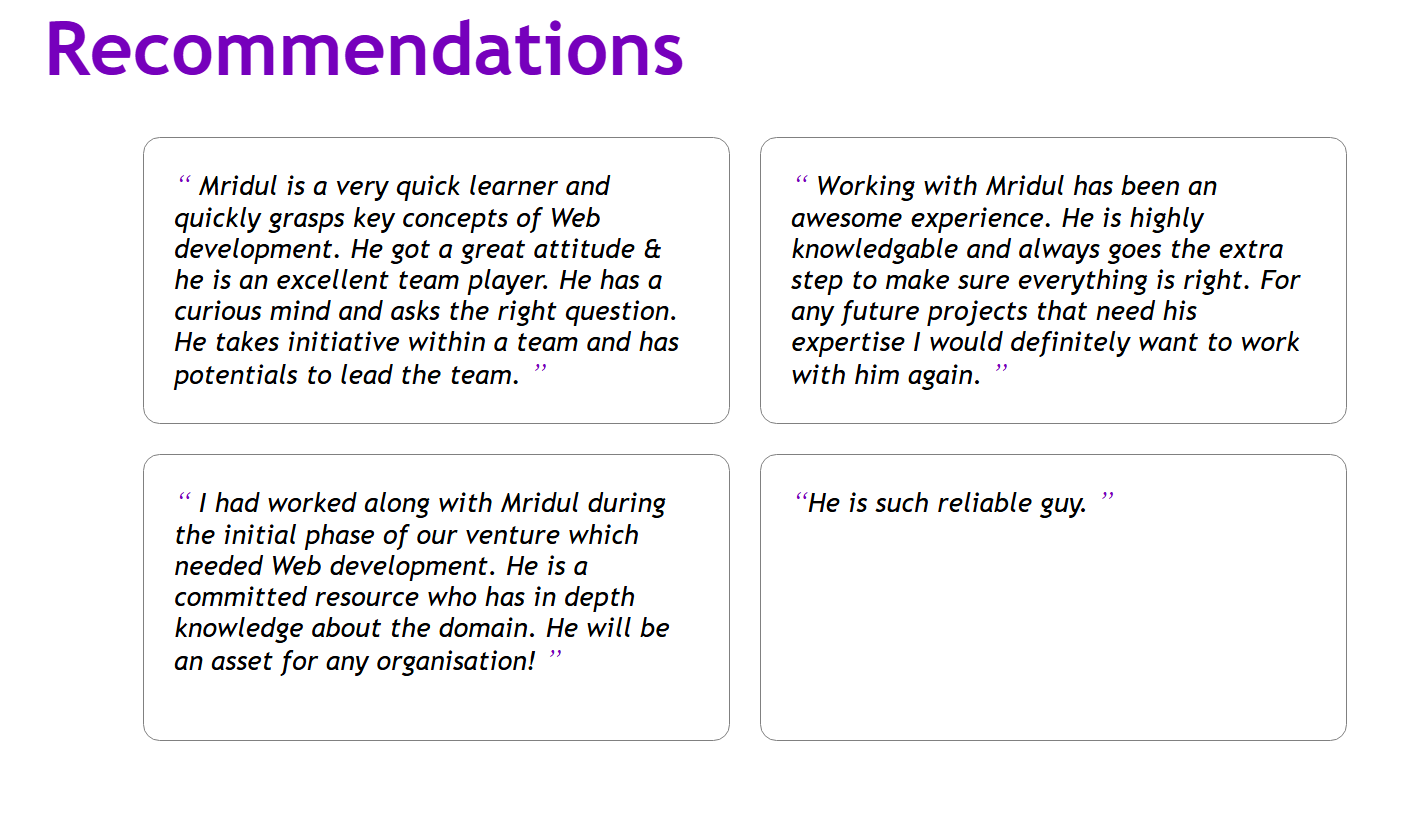 Recommendations
“ Mridul is a very quick learner and
quickly grasps key concepts of Web
development. He got a great attitude &
he is an excellent team player. He has a
curious mind and asks the right question.
He takes initiative within a team and has
potentials to lead the team. ”
“ Working with Mridul has been an
awesome experience. He is highly
knowledgable and always goes the extra
step to make sure everything is right. For
any future projects that need his
expertise I would definitely want to work
with him again. ”
“ I had worked along with Mridul during
the initial phase of our venture which
needed Web development. He is a
committed resource who has in depth
knowledge about the domain. He will be
an asset for any organisation! ”
“He is such reliable guy. ”